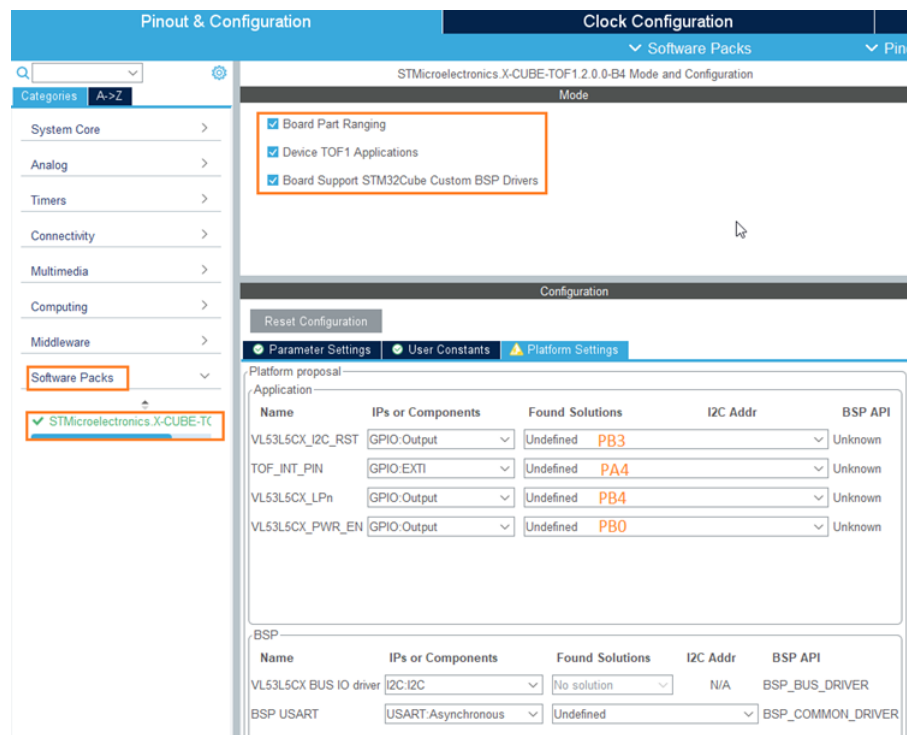 Pinout & Configuration
Clock Configuration
Software Packs
Pin
Categories
A->Z
System Core
Analog
Timers
Connectivity
Multimedia
Computing
Middleware
Software Packs
STMicroelectronics.X-CUBE-TO
STMicroelectronics.X-CUBE-TOF1.2.0.0-B4 Mode and Configuration
Mode
Board Part Ranging
Device TOF1 Applications
Board Support STM32Cube Custom BSP Drivers
Configuration
Reset Configuration
Parameter Settings
User Constants
Platform Settings
Platform proposal
Application
Name IPs or Components Found Solutions I2C Addr BSP API
VL53L5CX_I2C_RST GPIO:Output Undefined PB3 Unknown
TOF_INT_PIN GPIO:EXTI Undefined PA4 Unknown
VL53L5CX_LPn GPIO:Output Undefined PB4 Unknown
VL53L5CX_PWR_EN GPIO:Output Undefined PB0 Unknown
BSP
Name IPs or Components Found Solutions I2C Addr BSP API
VL53L5CX BUS IO driver I2C:I2C No solution N/A BSP_BUS_DRIVER
BSP USART USART:Asynchronous Undefined BSP_COMMON_DRIVER